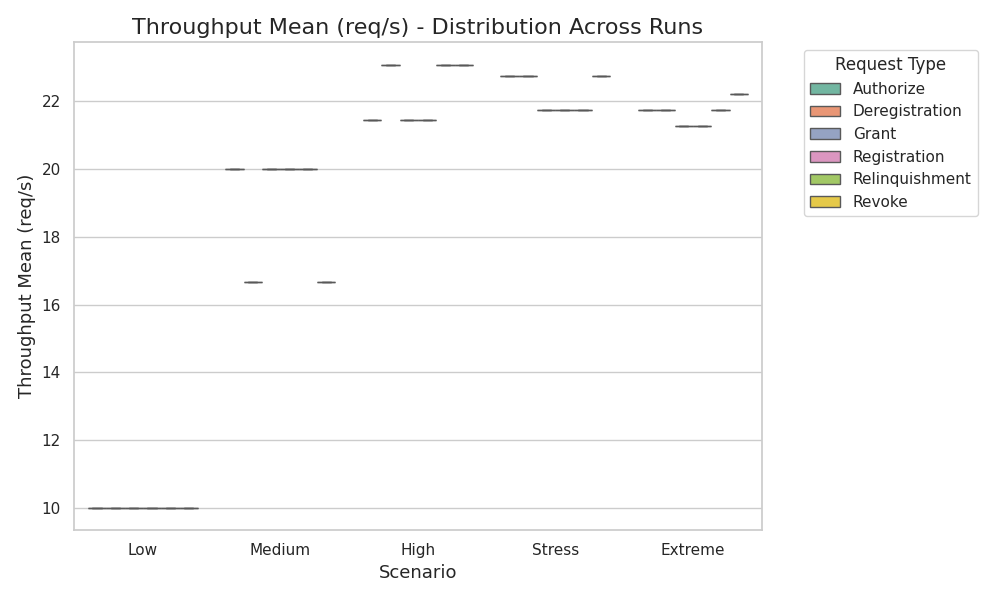 Throughput Mean (req/s) - Distribution Across Runs
Throughput Mean (req/s)
22
20
18
16
14
12
10
Low
Medium
High
Stress
Extreme
Scenario
Request Type
Authorize
Deregistration
Grant
Registration
Relinquishment
Revoke